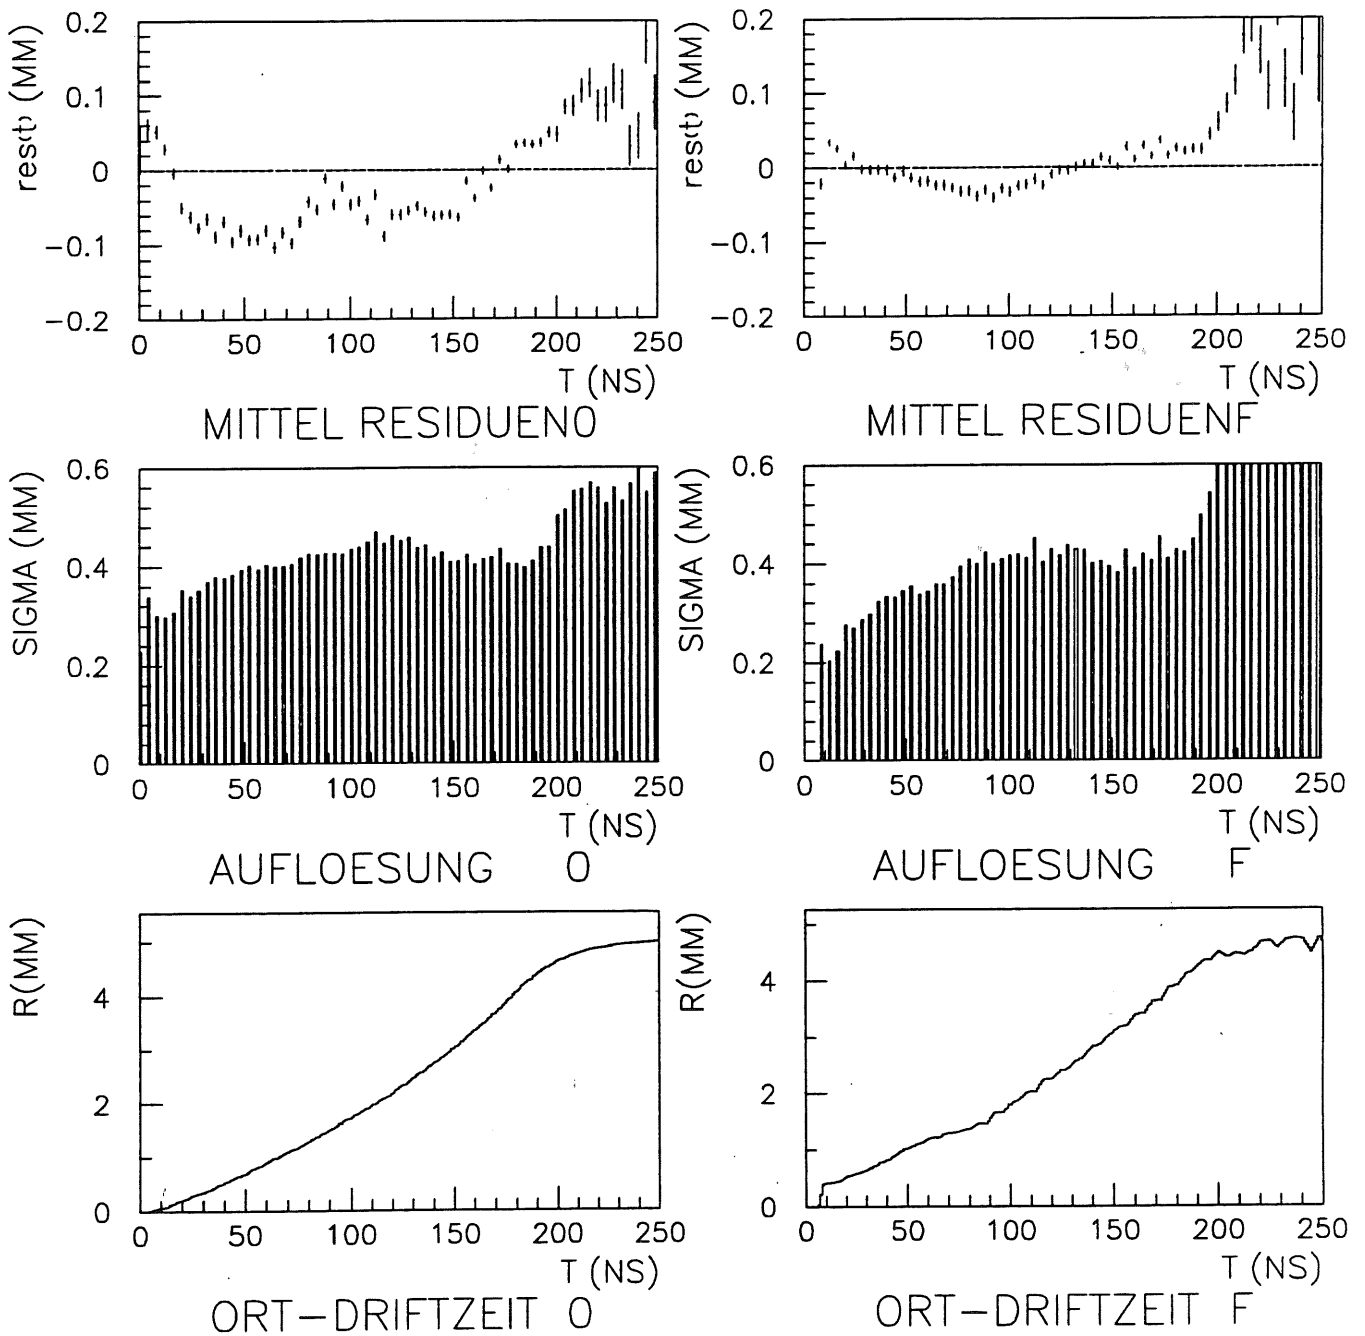 res(t) (MM)
0.2
0.1
0
−0.1
−0.2
0 50 100 150 200 250
T (NS)
MITTEL RESIDUEN0
res(t) (MM)
0.2
0.1
0
−0.1
−0.2
0 50 100 150 200 250
T (NS)
MITTEL RESIDUENF
SIGMA (MM)
0.6
0.4
0.2
0
0 50 100 150 200 250
T (NS)
AUFLOESUNG 0
SIGMA (MM)
0.6
0.4
0.2
0
0 50 100 150 200 250
T (NS)
AUFLOESUNG F
R(MM)
4
2
0
0 50 100 150 200 250
T (NS)
ORT−DRIFTZEIT 0
R(MM)
4
2
0
0 50 100 150 200 250
T (NS)
ORT−DRIFTZEIT F